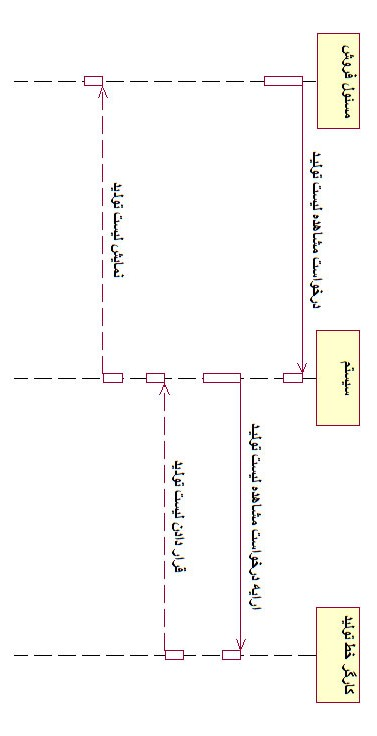 مسئول فروش
سیستم
کارگر خط تولید
درخواست مشاهده لیست تولید
ارایه درخواست مشاهده لیست تولید
قرار دادن لیست تولید
نمایش لیست تولید